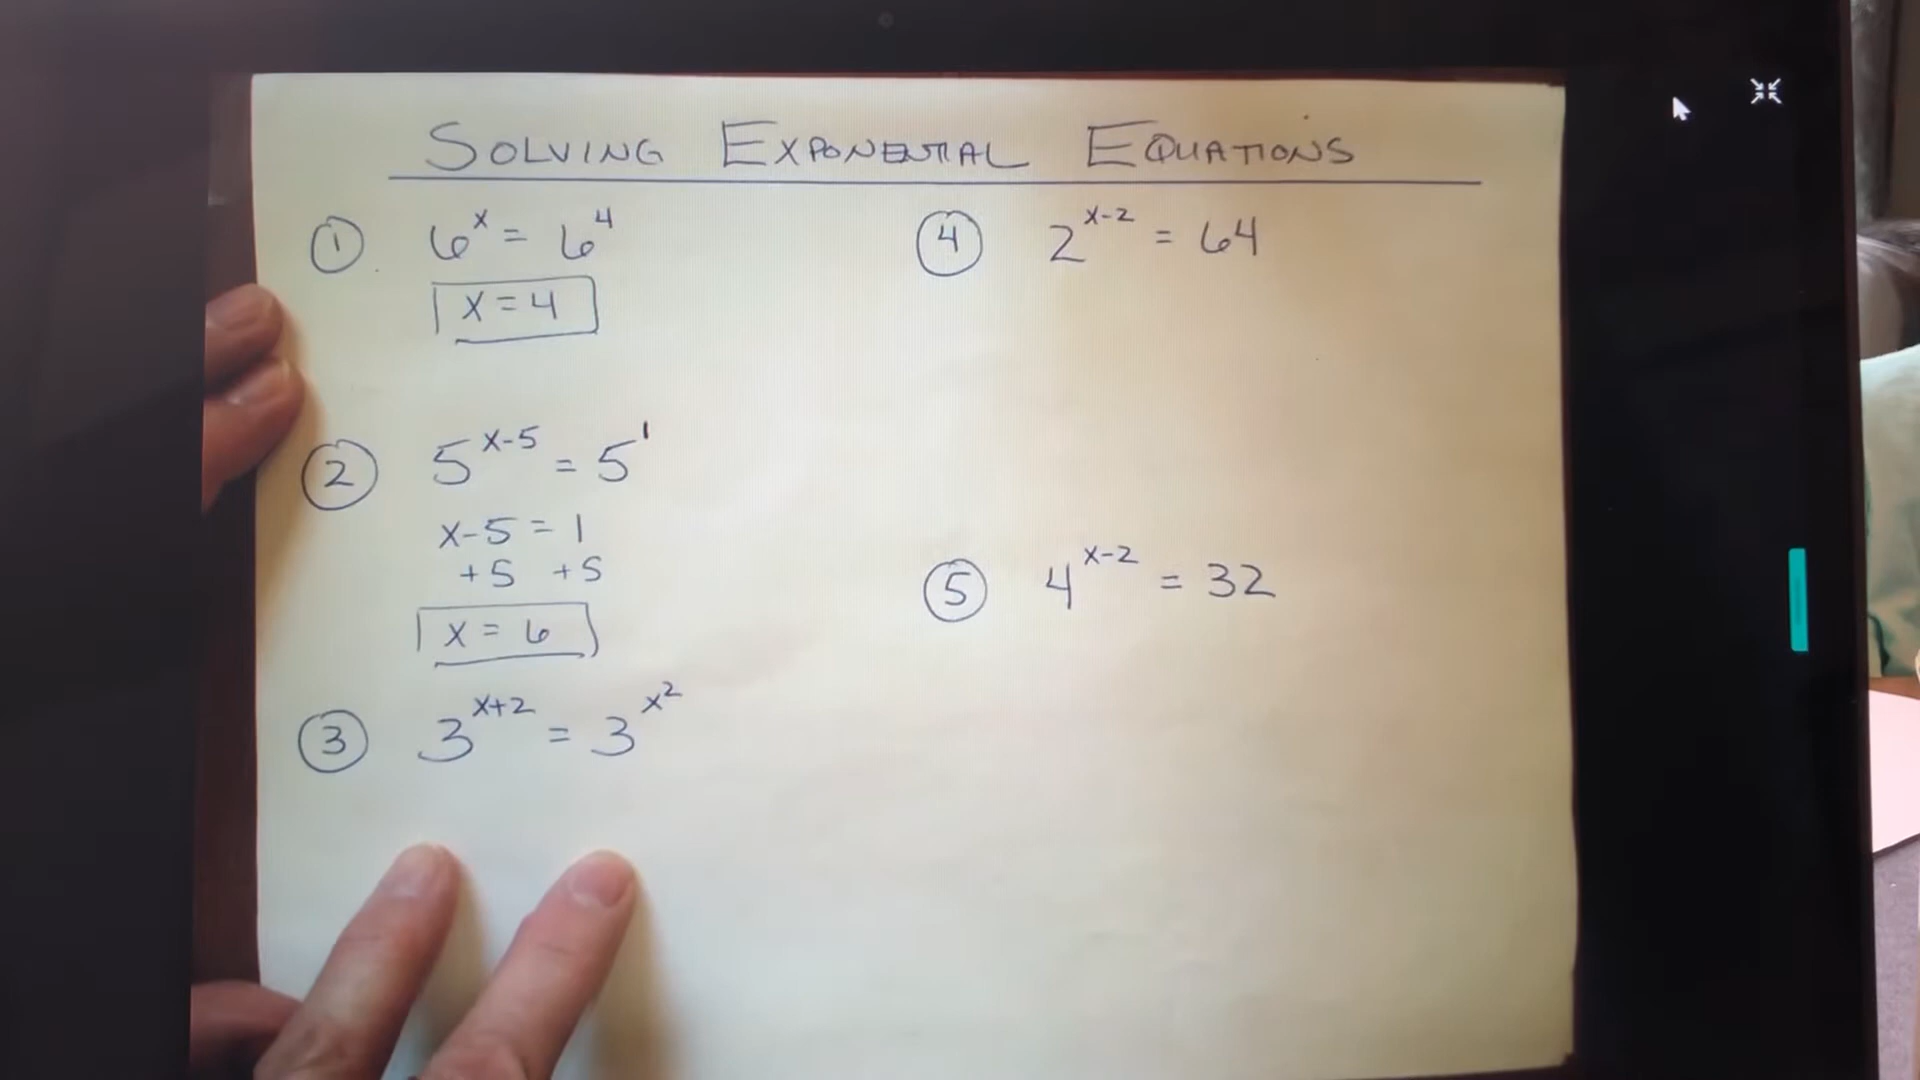 SOLVING EXPONENTIAL EQUATIONS
① 6^x = 6^4
x = 4
② 5^(x-5) = 5^1
x-5 = 1
+5 +5
x = 6
③ 3^(x+2) = 3^(x^2)
④ 2^(x-2) = 64
⑤ 4^(x-2) = 32